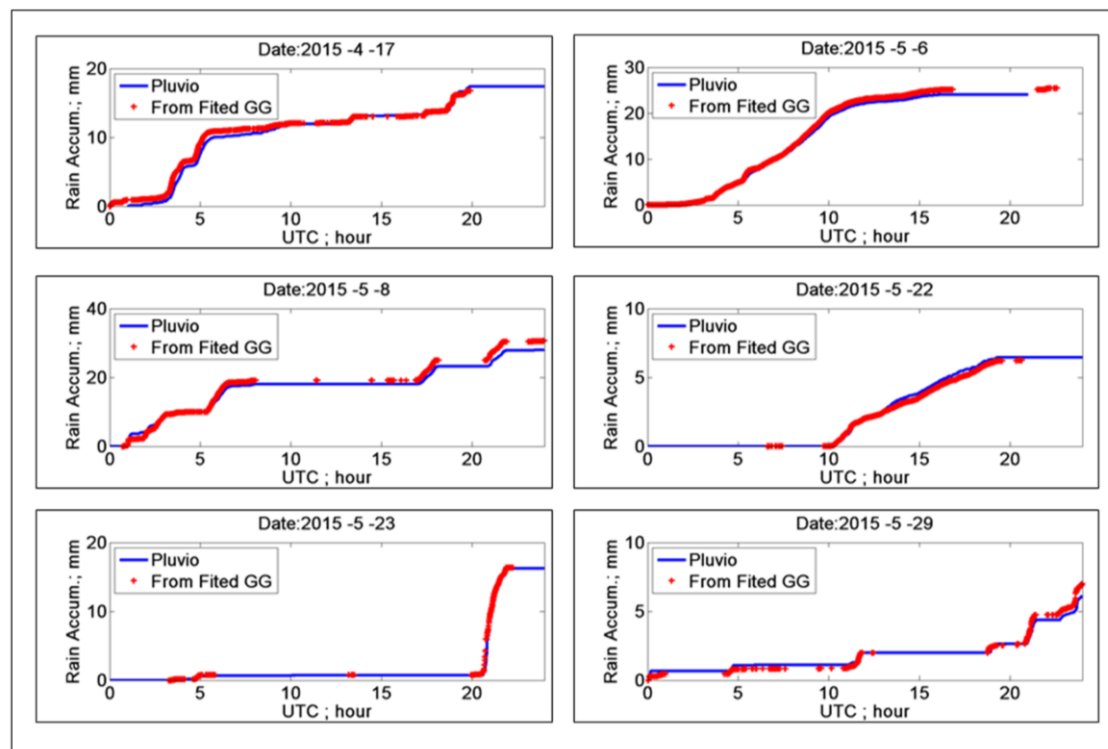 Date:2015 -4 -17
20
10
0
Rain Accum.; mm
Pluvio
From Fited GG
0 5 10 15 20
UTC ; hour
Date:2015 -5 -6
30
20
10
0
Rain Accum.; mm
Pluvio
From Fited GG
0 5 10 15 20
UTC ; hour
Date:2015 -5 -8
40
20
0
Rain Accum.; mm
Pluvio
From Fited GG
0 5 10 15 20
UTC ; hour
Date:2015 -5 -22
10
5
0
Rain Accum.; mm
Pluvio
From Fited GG
0 5 10 15 20
UTC ; hour
Date:2015 -5 -23
20
10
0
Rain Accum.; mm
Pluvio
From Fited GG
0 5 10 15 20
UTC ; hour
Date:2015 -5 -29
10
5
0
Rain Accum.; mm
Pluvio
From Fited GG
0 5 10 15 20
UTC ; hour